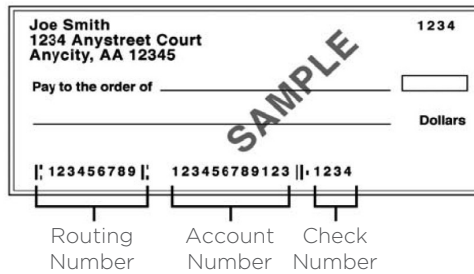 Joe Smith 1234
1234 Anystreet Court
Anycity, AA 12345
SAMPLE
Pay to the order of
Dollars
⑆ 123456789 ⑆ 123456789123 ⑈ 1234
Routing Account Check
Number Number Number